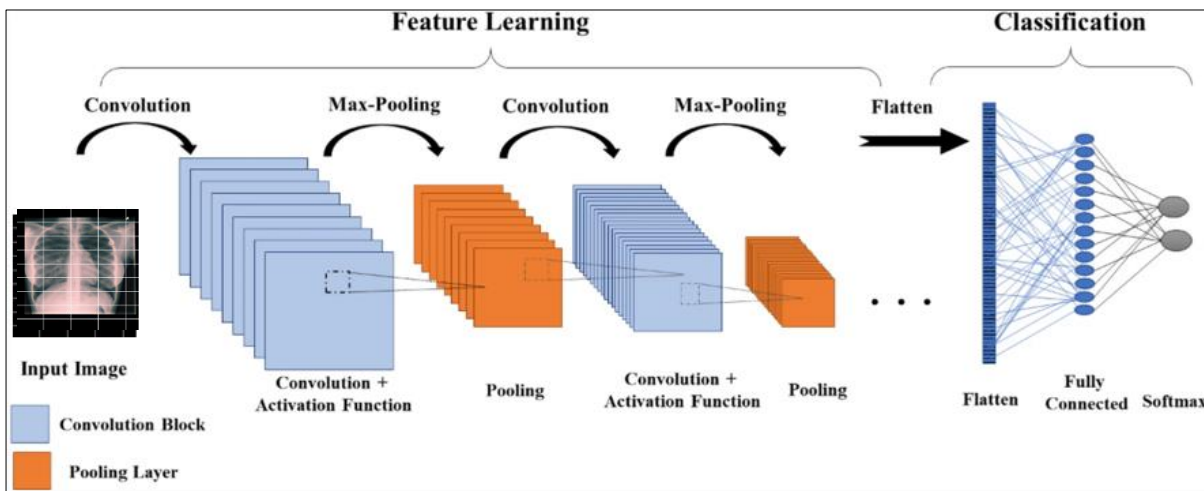 Feature Learning
Classification
Convolution
Max-Pooling
Convolution
Max-Pooling
Flatten
Input Image
Convolution +
Activation Function
Pooling
Convolution +
Activation Function
Pooling
Flatten
Fully
Connected
Softmax
Convolution Block
Pooling Layer